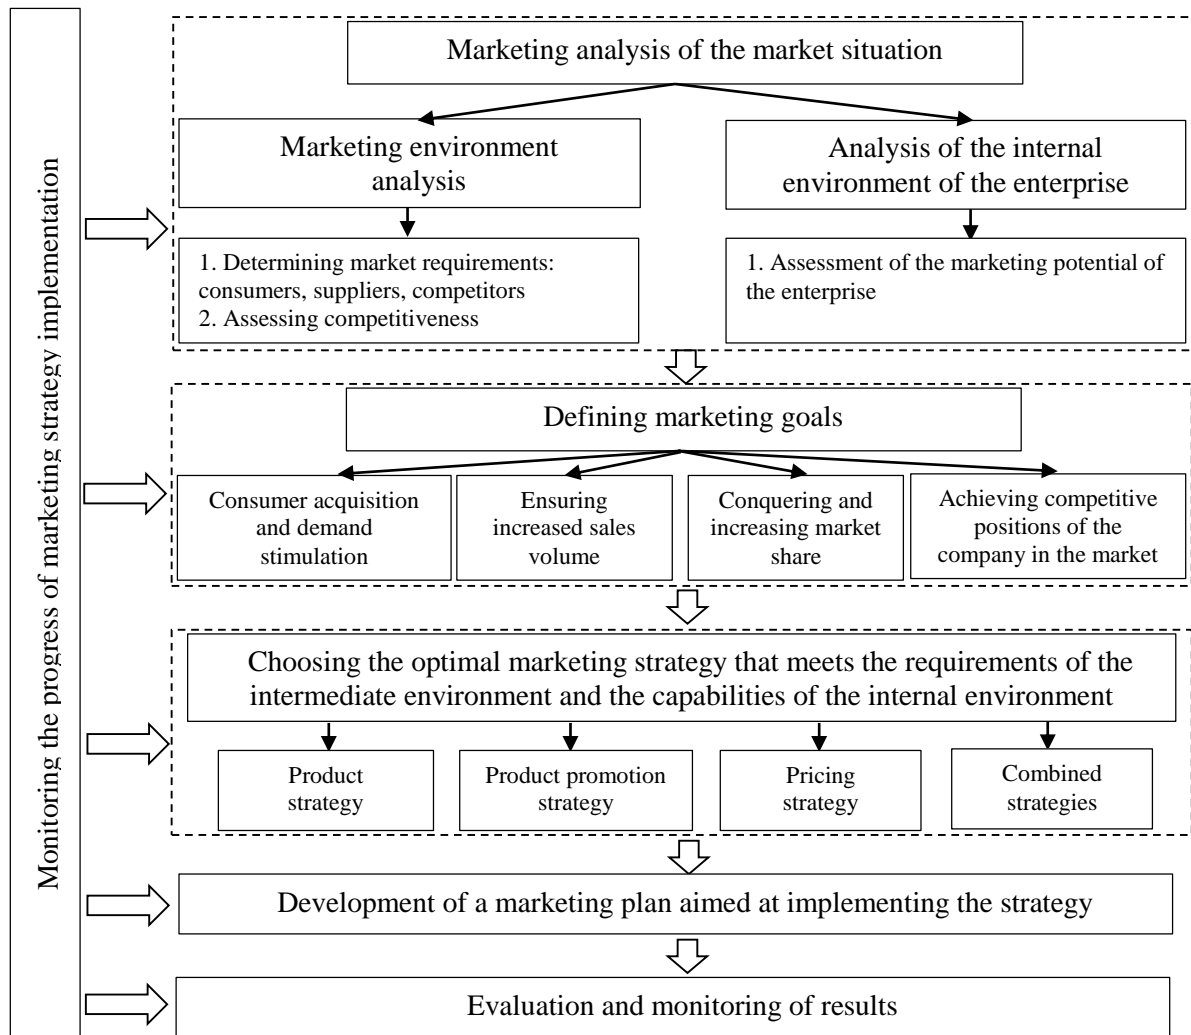 Monitoring the progress of marketing strategy implementation
Marketing analysis of the market situation
Marketing environment
analysis
Analysis of the internal
environment of the enterprise
1. Determining market requirements:
consumers, suppliers, competitors
2. Assessing competitiveness
1. Assessment of the marketing potential of
the enterprise
Defining marketing goals
Consumer acquisition
and demand
stimulation
Ensuring
increased sales
volume
Conquering and
increasing market
share
Achieving competitive
positions of the
company in the market
Choosing the optimal marketing strategy that meets the requirements of the
intermediate environment and the capabilities of the internal environment
Product
strategy
Product promotion
strategy
Pricing
strategy
Combined
strategies
Development of a marketing plan aimed at implementing the strategy
Evaluation and monitoring of results